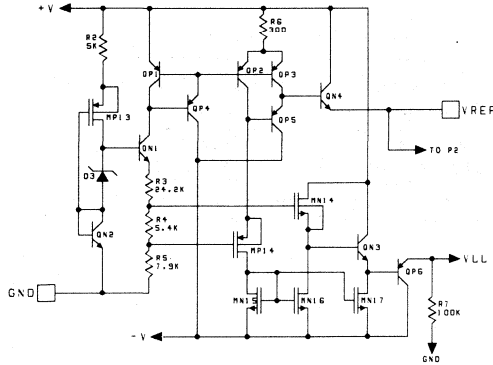 +V
R6
300
R2
5K
QP1
QP2
QP3
QP4
QN4
MP13
QP5
VREF
TO P2
QN1
D3
R3
24.2K
MN14
QN2
R4
5.4K
MP14
QN3
R5
7.9K
QP6
VLL
GND
MN15
MN16
MN17
R7
100K
-V
GND